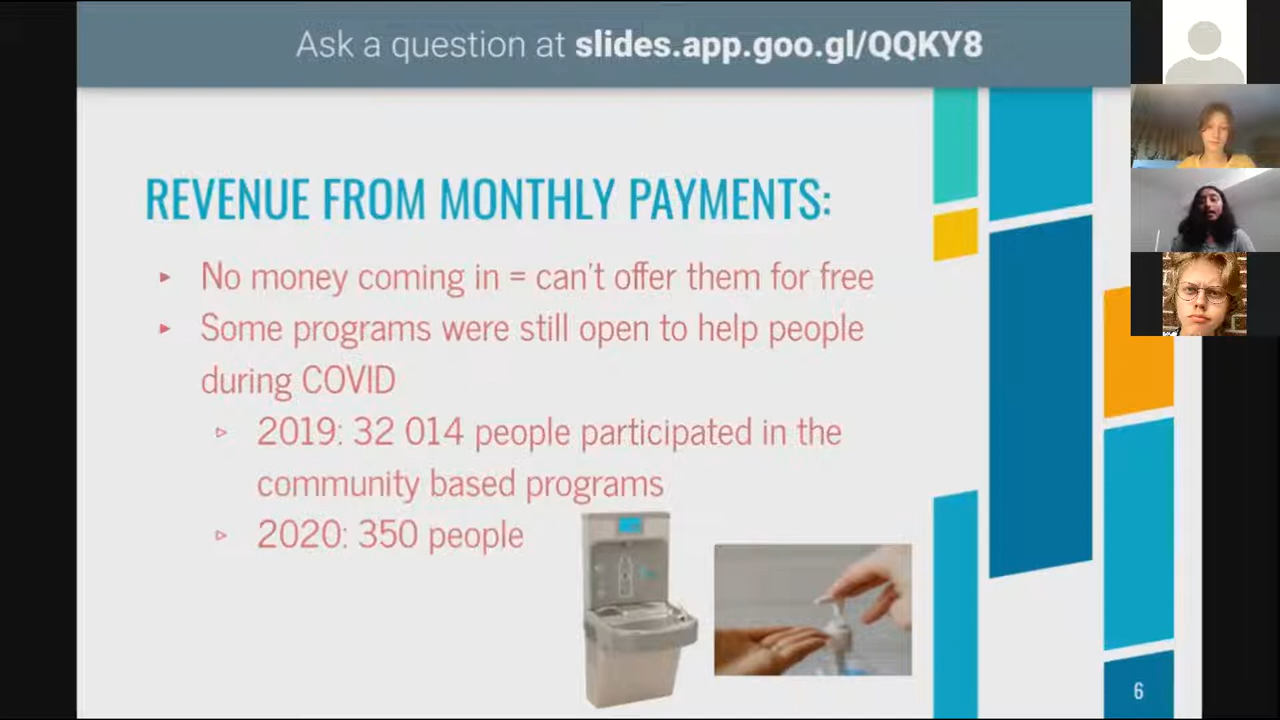 Ask a question at slides.app.goo.gl/QQKY8
REVENUE FROM MONTHLY PAYMENTS:
No money coming in = can't offer them for free
Some programs were still open to help people
during COVID
2019: 32 014 people participated in the
community based programs
2020: 350 people
6